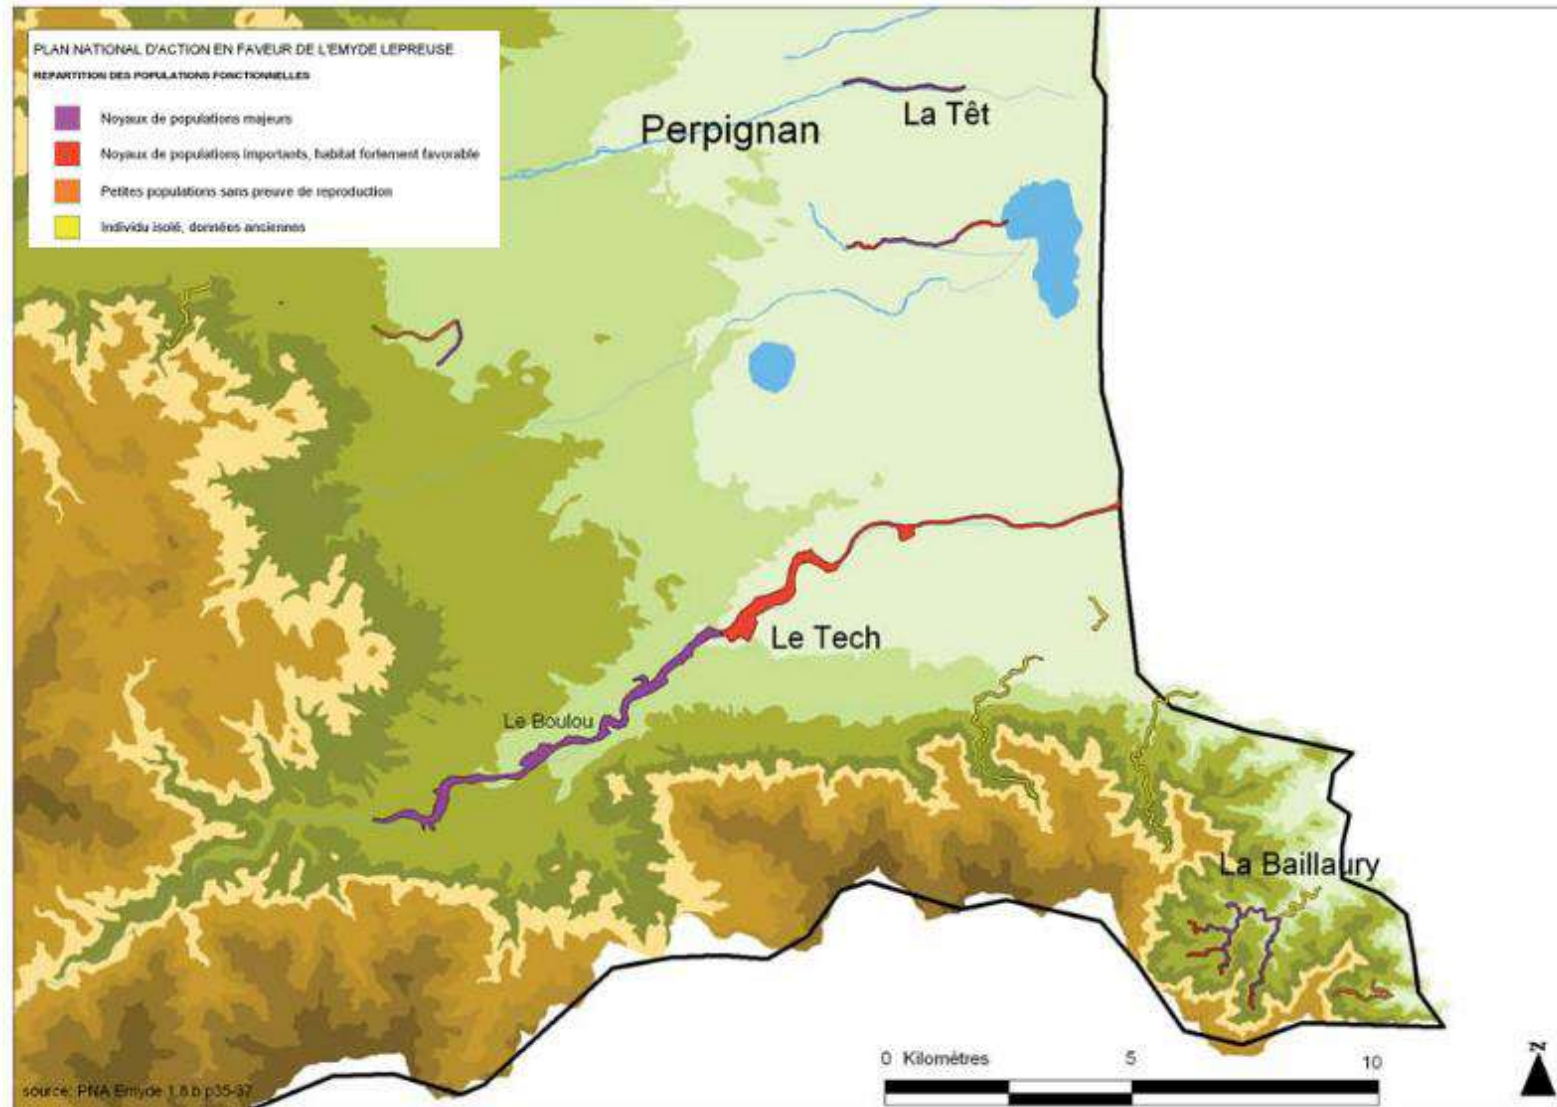 PLAN NATIONAL D'ACTION EN FAVEUR DE L'EMYDE LEPREUSE
REPARTITION DES POPULATIONS FONCTIONNELLES
Noyaux de populations majeurs
Noyaux de populations importants, habitat fortement favorable
Petites populations sans preuve de reproduction
Individu isolé, données anciennes
Perpignan
La Têt
Le Tech
Le Boulou
La Baillaury
0 Kilomètres 5 10
N
source: PNA Emyde 1.8.b p35-37